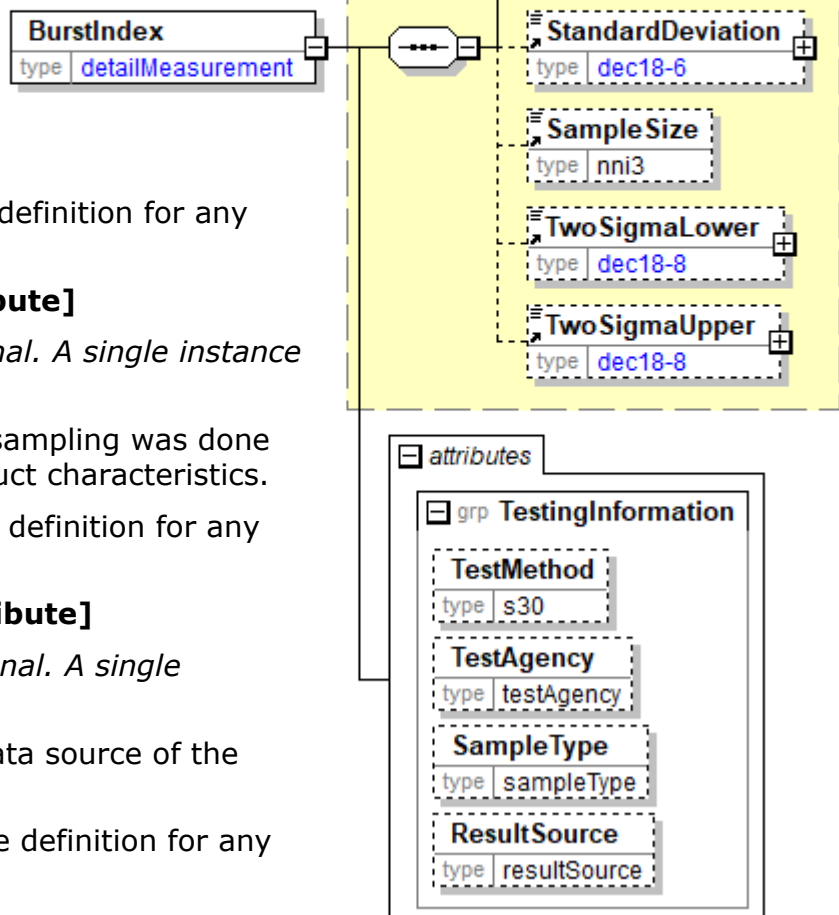 BurstIndex
type detailMeasurement
StandardDeviation
type dec18-6
SampleSize
type nni3
TwoSigmaLower
type dec18-8
TwoSigmaUpper
type dec18-8
definition for any
bute]
nal. A single instance
sampling was done
uct characteristics.
definition for any
ibute]
nal. A single
ata source of the
e definition for any
attributes
grp TestingInformation
TestMethod
type s30
TestAgency
type testAgency
SampleType
type sampleType
ResultSource
type resultSource